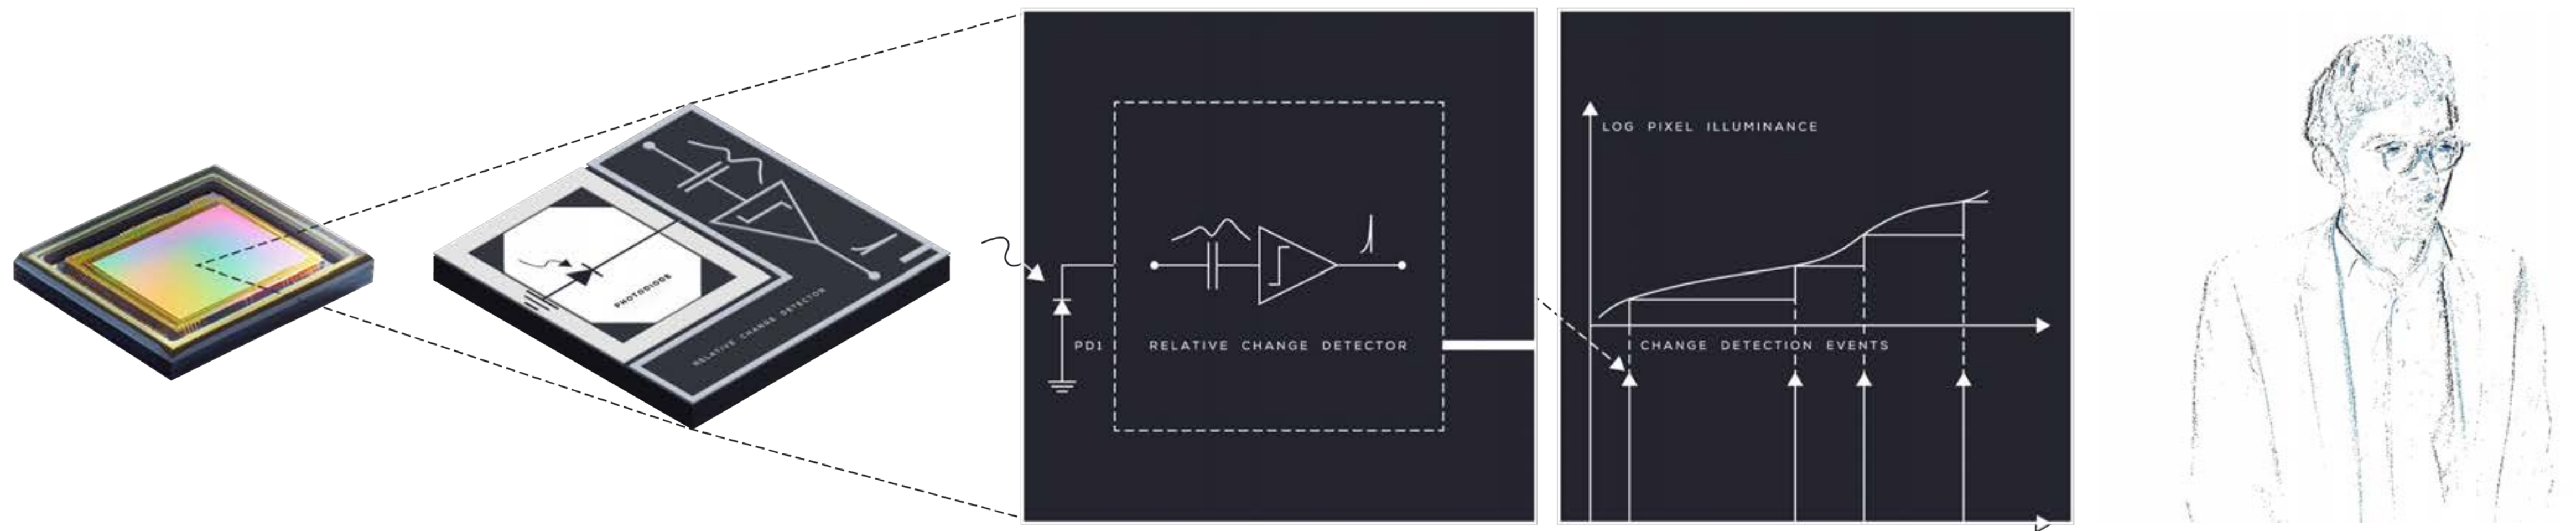 PHOTODIODE
RELATIVE CHANGE DETECTOR
PD1
RELATIVE CHANGE DETECTOR
LOG PIXEL ILLUMINANCE
CHANGE DETECTION EVENTS